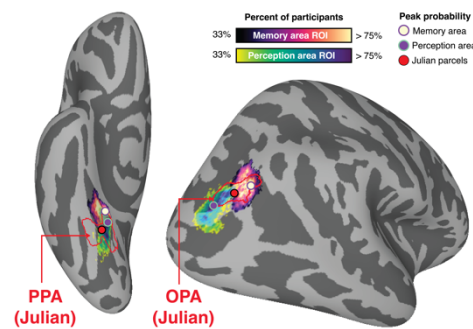 Percent of participants
33% Memory area ROI > 75%
33% Perception area ROI > 75%
Peak probability
Memory area
Perception area
Julian parcels
PPA
(Julian)
OPA
(Julian)